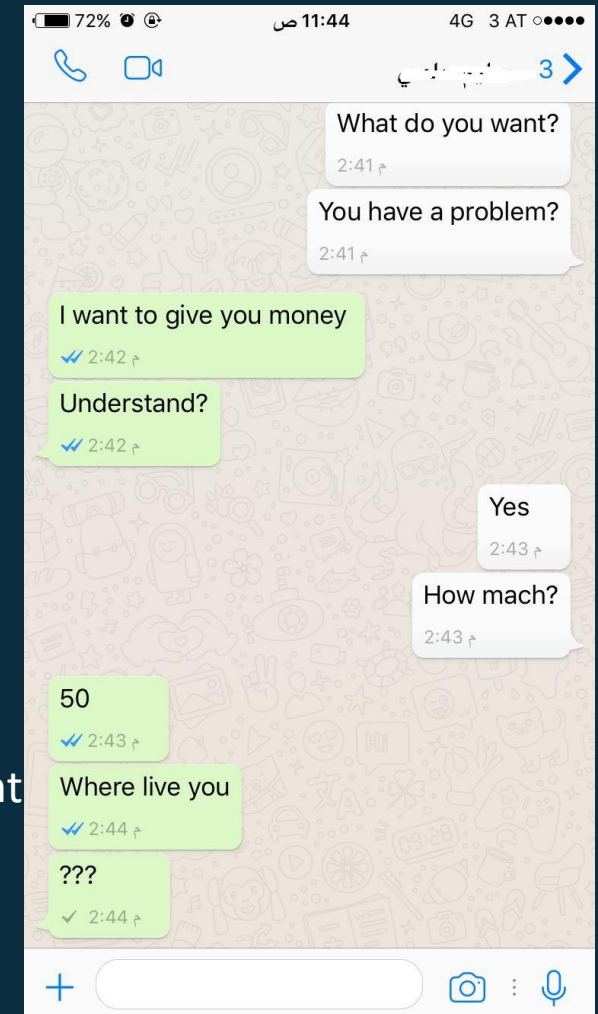 72% 11:44 ص 4G 3 AT
3
What do you want?
2:41 م
You have a problem?
2:41 م
I want to give you money
2:42 م
Understand?
2:42 م
Yes
2:43 م
How mach?
2:43 م
50
2:43 م
nt
Where live you
2:44 م
???
2:44 م